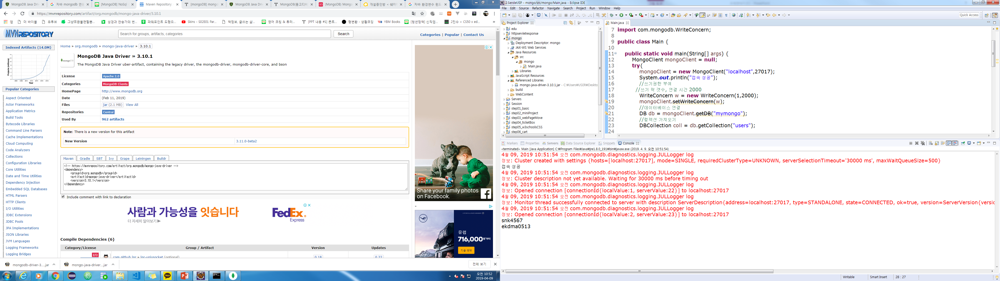 MongoDB Java Driv
자바 mongodb 연동
[MongoDB] NoSql
Maven Repository:
[mongoDB] mongo
MongoDB Java Driv
MongoDB(몽고디비
(MongoDB) Mongo
개설중인방 < 쉐어
자바 환경변수 윈도
https://mvnrepository.com/artifact/org.mongodb/mongo-java-driver/3.10.1
앱
더 바이블
유투브
그냥쪼끔불편할뿐...
성경과 찬송가의 번...
파워포인트 도형으...
Skins - S02E01 Par...
책정보, 글쓰는 삶...
영어 코칭 & 튜터...
[PPT 내용 #1] 폰트...
형변환 - 생활코딩
YBM Books
[청년정책] 신직업...
2진수 > CS50 x ed...
MVNREPOSITORY
Search for groups, artifacts, categories
Search
Categories | Popular | Contact Us
Indexed Artifacts (14.0M)
Projects (millions)
Year
Popular Categories
Aspect Oriented
Actor Frameworks
Application Metrics
Build Tools
Bytecode Libraries
Command Line Parsers
Cache Implementations
Cloud Computing
Code Analyzers
Collections
Configuration Libraries
Core Utilities
Date and Time Utilities
Dependency Injection
Embedded SQL Databases
HTML Parsers
HTTP Clients
I/O Utilities
JDBC Extensions
JDBC Pools
JPA Implementations
JSON Libraries
JVM Languages
Logging Frameworks
Logging Bridges
Home » org.mongodb » mongo-java-driver » 3.10.1
mongoDB
MongoDB Java Driver » 3.10.1
The MongoDB Java Driver uber-artifact, containing the legacy driver, the mongodb-driver, mongodb-driver-core, and bson
License Apache 2.0
Categories MongoDB Clients
HomePage http://www.mongodb.org
Date (Feb 11, 2019)
Files jar (2.1 MB) View All
Repositories Central
Used By 962 artifacts
Note: There is a new version for this artifact
New Version 3.11.0-beta2
Maven Gradle SBT Ivy Grape Leiningen Buildr
<!-- https://mvnrepository.com/artifact/org.mongodb/mongo-java-driver -->
<dependency>
<groupId>org.mongodb</groupId>
<artifactId>mongo-java-driver</artifactId>
<version>3.10.1</version>
</dependency>
Include comment with link to declaration
사람과 가능성을 잇습니다
더 자세히 알아보기 ▶
FedEx
Express
Compile Dependencies (6)
Category/License Group / Artifact Version Updates
I/O com.github.jnr » jnr-unixsocket (optional) 0.18 0.22
Share your family photos
on Facebook.
유럽
716,000원*부터
지출 예약
mongodb-driver-3....jar
mongo-java-driver....jar
전체 보기
TALK
오전 10:52
2019-04-09
2.ServletJSP - mongo/src/mongo/Main.java - Eclipse IDE
File Edit Source Refactor Navigate Search Project Run Window Help
Quick Access
Project Explorer
edu
httpservletresponse
mongo
Deployment Descriptor: mongo
JAX-WS Web Services
Java Resources
src
mongo
Main.java
Libraries
JavaScript Resources
Referenced Libraries
mongo-java-driver-3.10.1.jar - C:₩Users₩USER₩Deskto
build
WebContent
Servers
Session
step01_basic
step02_miniProject
step03_webPageMove
step04_ticketBox
step05_w3schoolsCSS
step06_cart
Main.java
7 import com.mongodb.WriteConcern;
8
9 public class Main {
10
11 public static void main(String[] args) {
12 MongoClient mongoClient = null;
13 try{
14 mongoClient = new MongoClient("localhost",27017);
15 System.out.println("접속 성공");
16 //쓰기권한 부여
17 //쓰기 락 갯수, 연결 시간 2000
18 WriteConcern w = new WriteConcern(1,2000);
19 mongoClient.setWriteConcern(w);
20 //데이터베이스 연결
21 DB db = mongoClient.getDB("mymongo");
22 //컬렉션 가져오기
23 DBCollection coll = db.getCollection("users");
24
Markers Properties Servers Data Source Explorer Snippets Console
<terminated> Main [Java Application] C:₩Program Files₩Java₩jre1.8.0_191₩bin₩javaw.exe (2019. 4. 9. 오전 10:51:54)
4월 09, 2019 10:51:54 오전 com.mongodb.diagnostics.logging.JULLogger log
정보: Cluster created with settings {hosts=[localhost:27017], mode=SINGLE, requiredClusterType=UNKNOWN, serverSelectionTimeout='30000 ms', maxWaitQueueSize=500}
접속 성공
4월 09, 2019 10:51:54 오전 com.mongodb.diagnostics.logging.JULLogger log
정보: Cluster description not yet available. Waiting for 30000 ms before timing out
4월 09, 2019 10:51:54 오전 com.mongodb.diagnostics.logging.JULLogger log
정보: Opened connection [connectionId{localValue:1, serverValue:22}] to localhost:27017
4월 09, 2019 10:51:54 오전 com.mongodb.diagnostics.logging.JULLogger log
정보: Monitor thread successfully connected to server with description ServerDescription{address=localhost:27017, type=STANDALONE, state=CONNECTED, ok=true, version=ServerVersion{versio
4월 09, 2019 10:51:54 오전 com.mongodb.diagnostics.logging.JULLogger log
정보: Opened connection [connectionId{localValue:2, serverValue:23}] to localhost:27017
snk4567
ekdma0513
Writable Smart Insert 28 : 27